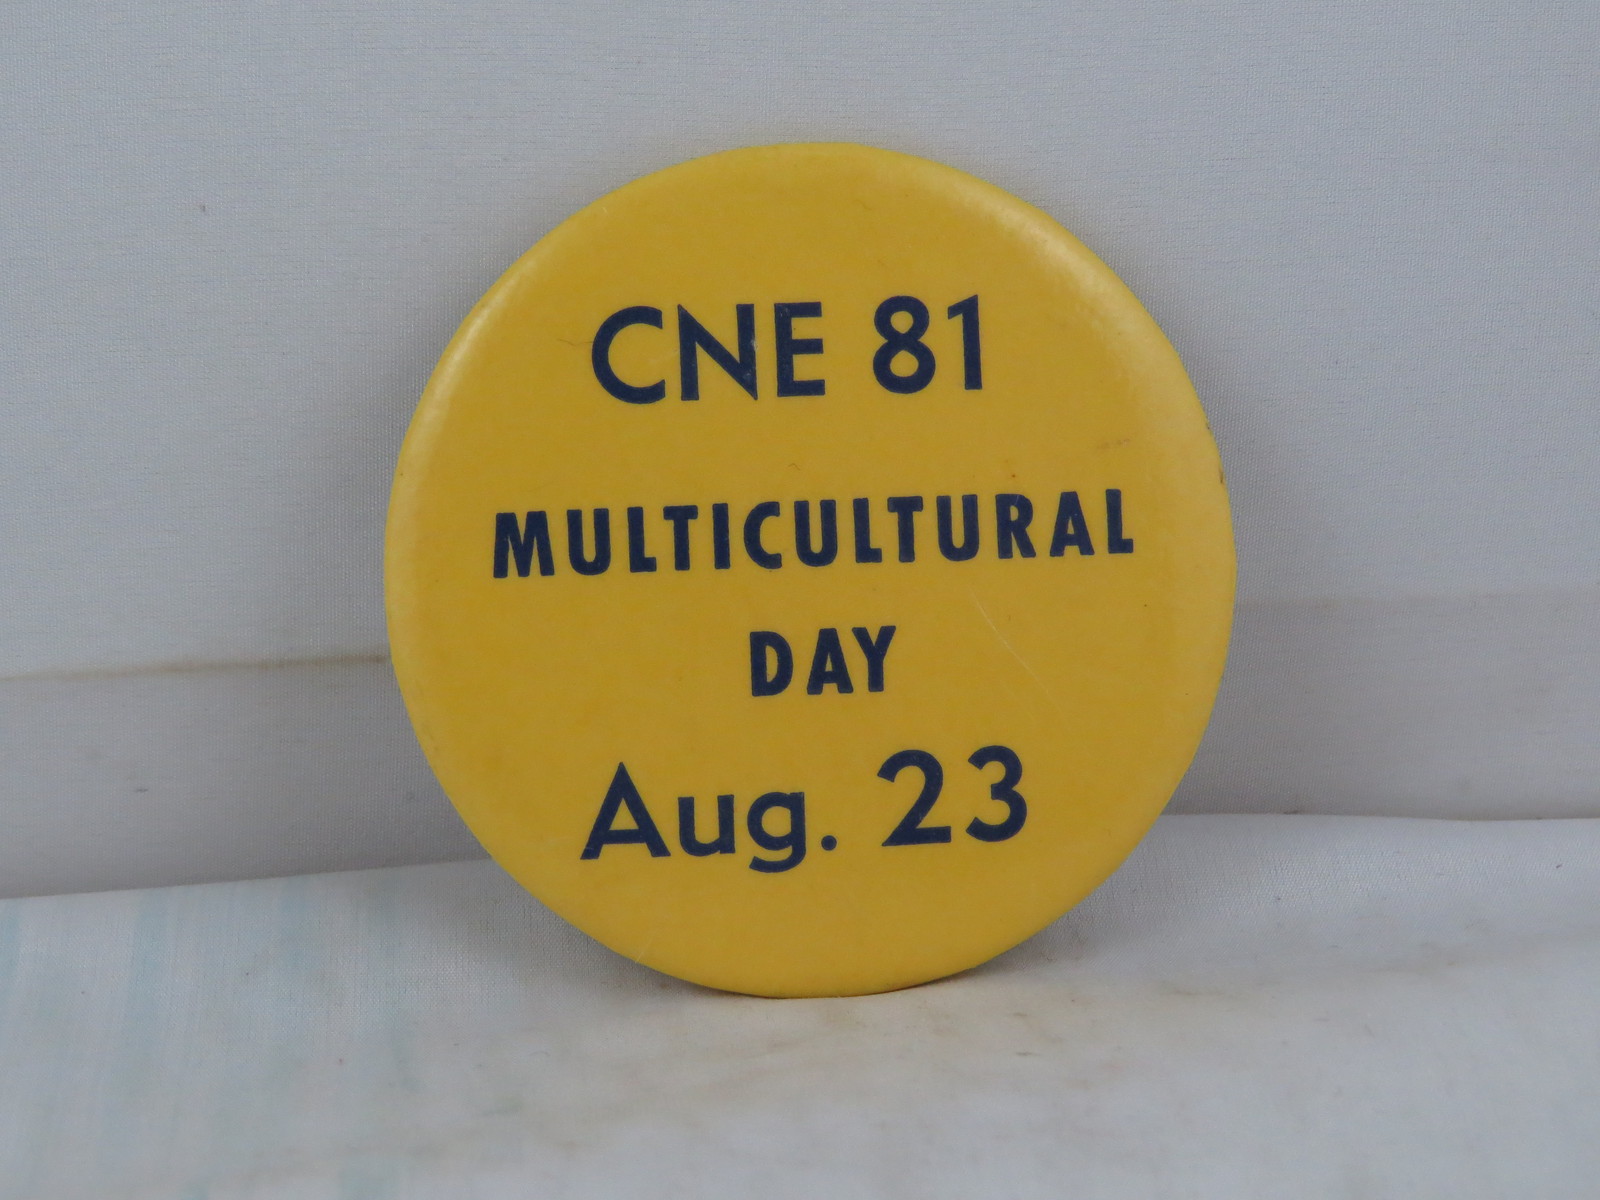 CNE 81
MULTICULTURAL
DAY
Aug. 23